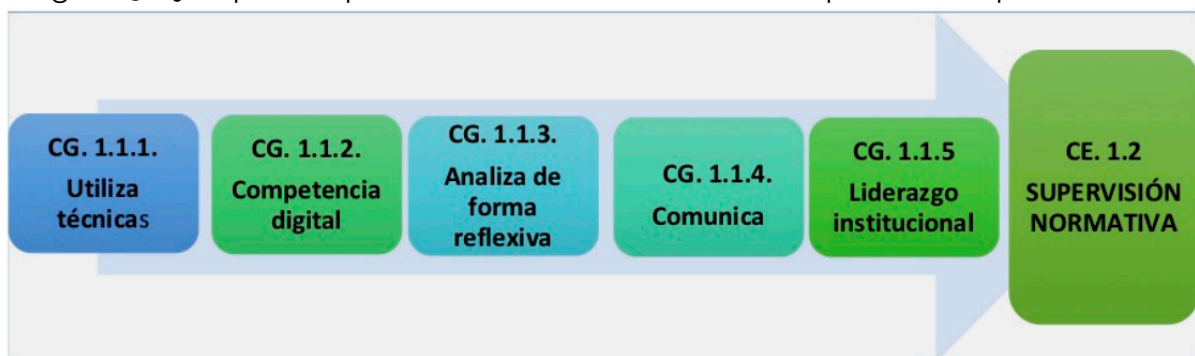 CG. 1.1.1.
Utiliza
técnicas
CG. 1.1.2.
Competencia
digital
CG. 1.1.3.
Analiza de
forma
reflexiva
CG. 1.1.4.
Comunica
CG. 1.1.5
Liderazgo
institucional
CE. 1.2
SUPERVISIÓN
NORMATIVA